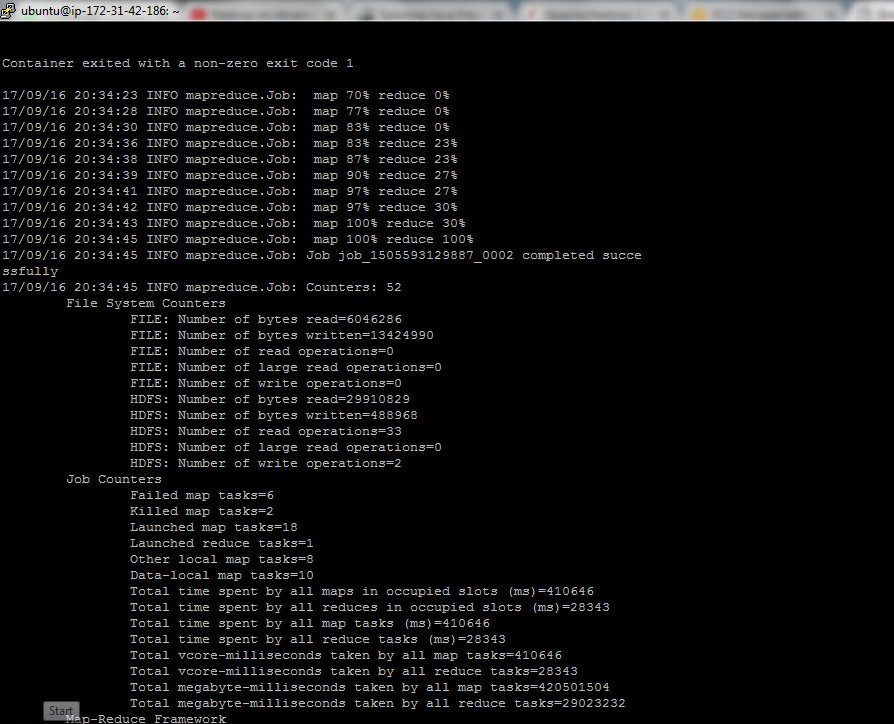 ubuntu@ip-172-31-42-186: ~
Container exited with a non-zero exit code 1
17/09/16 20:34:23 INFO mapreduce.Job:  map 70% reduce 0%
17/09/16 20:34:28 INFO mapreduce.Job:  map 77% reduce 0%
17/09/16 20:34:30 INFO mapreduce.Job:  map 83% reduce 0%
17/09/16 20:34:36 INFO mapreduce.Job:  map 83% reduce 23%
17/09/16 20:34:38 INFO mapreduce.Job:  map 87% reduce 23%
17/09/16 20:34:39 INFO mapreduce.Job:  map 90% reduce 27%
17/09/16 20:34:41 INFO mapreduce.Job:  map 97% reduce 27%
17/09/16 20:34:42 INFO mapreduce.Job:  map 97% reduce 30%
17/09/16 20:34:43 INFO mapreduce.Job:  map 100% reduce 30%
17/09/16 20:34:45 INFO mapreduce.Job:  map 100% reduce 100%
17/09/16 20:34:45 INFO mapreduce.Job: Job job_1505593129887_0002 completed succe
ssfully
17/09/16 20:34:45 INFO mapreduce.Job: Counters: 52
File System Counters
FILE: Number of bytes read=6046286
FILE: Number of bytes written=13424990
FILE: Number of read operations=0
FILE: Number of large read operations=0
FILE: Number of write operations=0
HDFS: Number of bytes read=29910829
HDFS: Number of bytes written=488968
HDFS: Number of read operations=33
HDFS: Number of large read operations=0
HDFS: Number of write operations=2
Job Counters
Failed map tasks=6
Killed map tasks=2
Launched map tasks=18
Launched reduce tasks=1
Other local map tasks=8
Data-local map tasks=10
Total time spent by all maps in occupied slots (ms)=410646
Total time spent by all reduces in occupied slots (ms)=28343
Total time spent by all map tasks (ms)=410646
Total time spent by all reduce tasks (ms)=28343
Total vcore-milliseconds taken by all map tasks=410646
Total vcore-milliseconds taken by all reduce tasks=28343
Total megabyte-milliseconds taken by all map tasks=420501504
Total megabyte-milliseconds taken by all reduce tasks=29023232
Start
Map-Reduce Framework